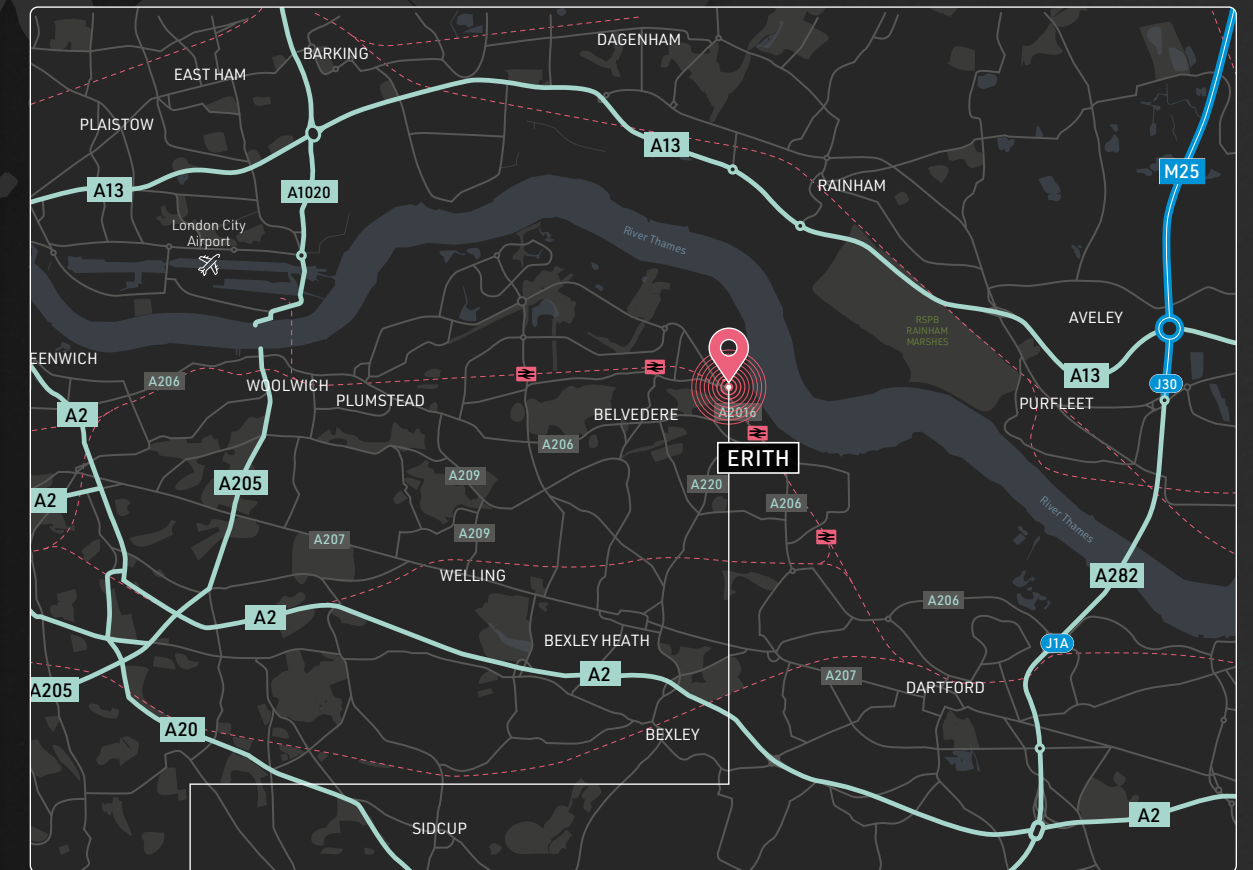 DAGENHAM
BARKING
EAST HAM
PLAISTOW
A13
M25
A13
A1020
RAINHAM
London City
Airport
River Thames
AVELEY
RSPB
RAINHAM
MARSHES
EENWICH
A206
WOOLWICH
PLUMSTEAD
A13
J30
PURFLEET
A2
BELVEDERE
A2016
A206
ERITH
A209
A205
A220
A2
A206
River Thames
A209
A207
WELLING
A282
A206
A2
BEXLEY HEATH
J1A
A2
A207
DARTFORD
A205
A20
BEXLEY
A2
SIDCUP